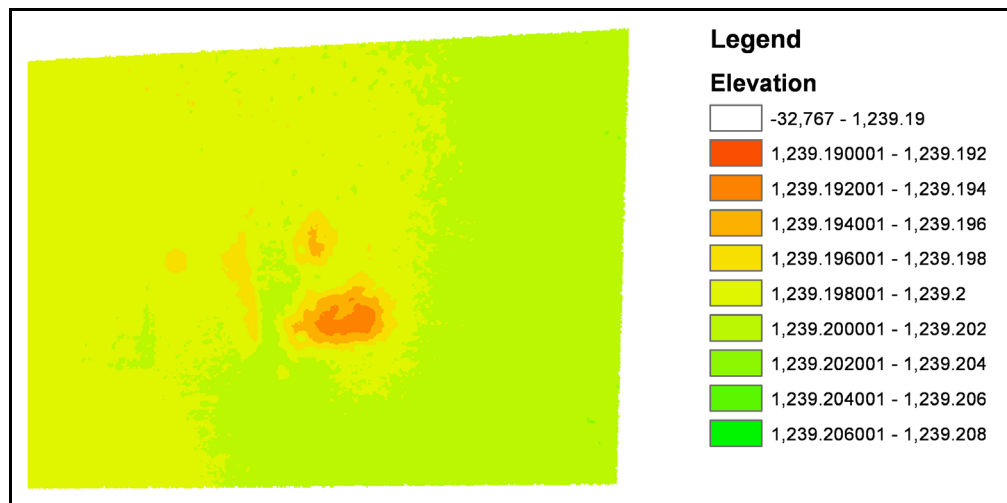 Legend
Elevation
-32,767 - 1,239.19
1,239.190001 - 1,239.192
1,239.192001 - 1,239.194
1,239.194001 - 1,239.196
1,239.196001 - 1,239.198
1,239.198001 - 1,239.2
1,239.200001 - 1,239.202
1,239.202001 - 1,239.204
1,239.204001 - 1,239.206
1,239.206001 - 1,239.208